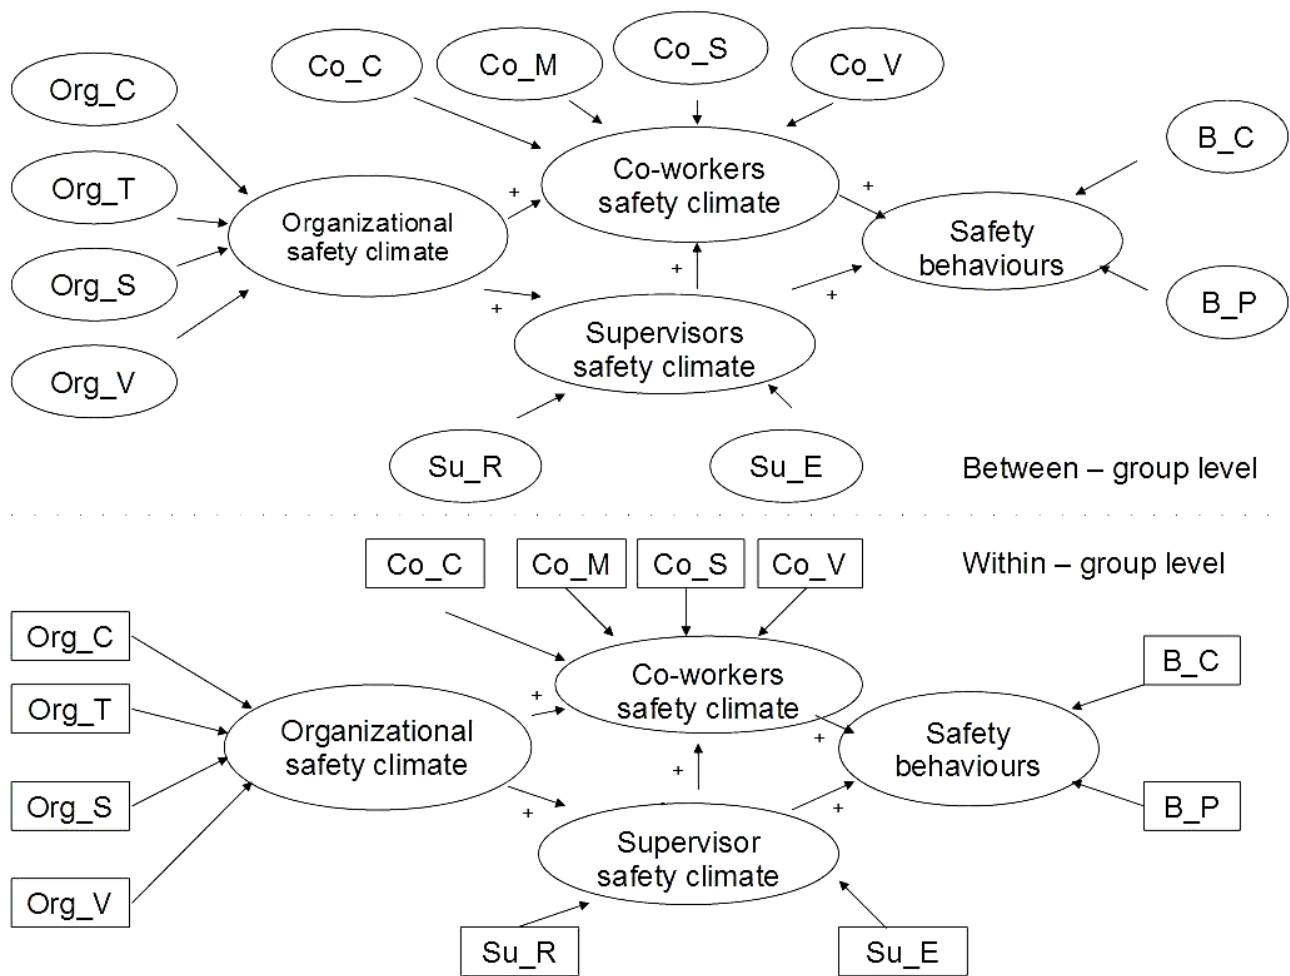 Co_C
Co_M
Co_S
Co_V
Org_C
Org_T
Org_S
Org_V
Organizational
safety climate
Co-workers
safety climate
Supervisors
safety climate
Safety
behaviours
B_C
B_P
Su_R
Su_E
+
+
+
+
+
Between – group level
Within – group level
Co_C
Co_M
Co_S
Co_V
Org_C
Org_T
Org_S
Org_V
Organizational
safety climate
Co-workers
safety climate
Supervisor
safety climate
Safety
behaviours
B_C
B_P
Su_R
Su_E
+
+
+
+
+